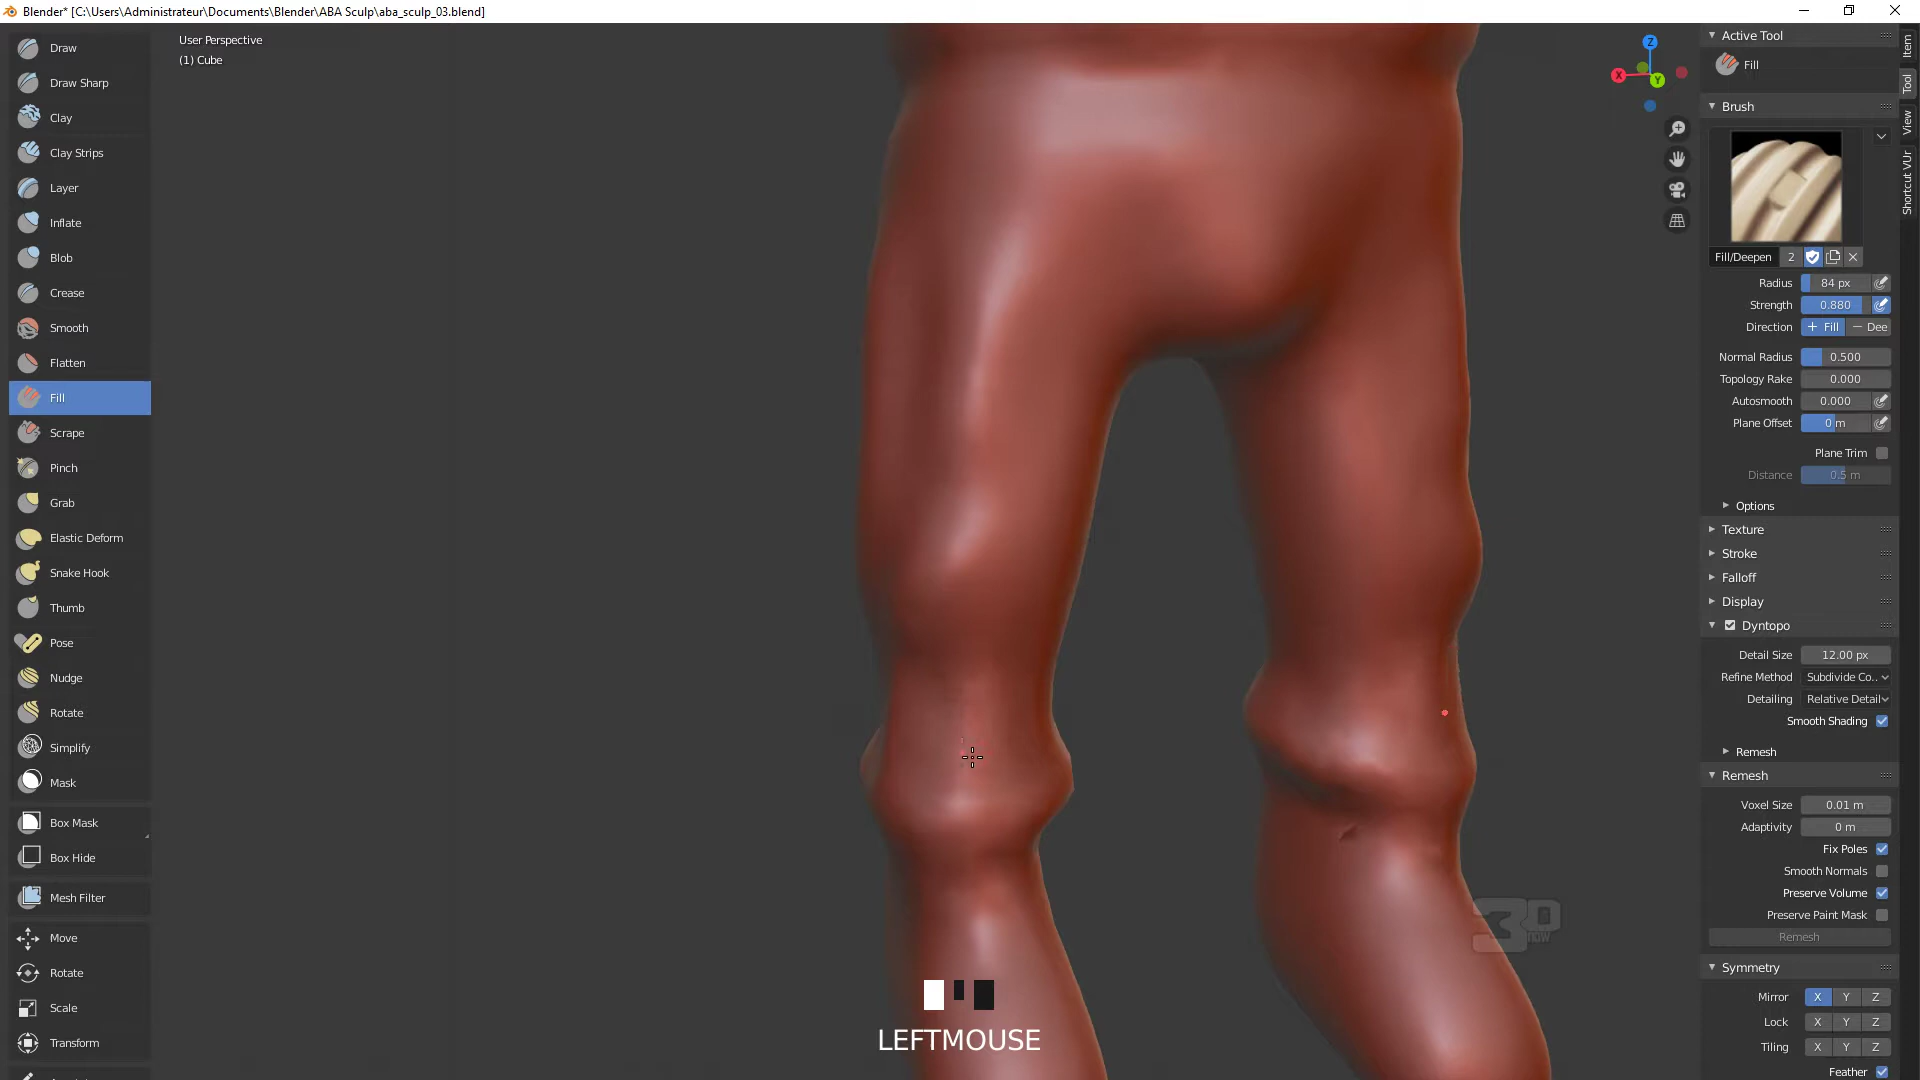 Blender* [C:\Users\Administrateur\Documents\Blender\ABA Sculp\aba_sculp_03.blend]
User Perspective
(1) Cube
Draw
Draw Sharp
Clay
Clay Strips
Layer
Inflate
Blob
Crease
Smooth
Flatten
Fill
Scrape
Pinch
Grab
Elastic Deform
Snake Hook
Thumb
Pose
Nudge
Rotate
Simplify
Mask
Box Mask
Box Hide
Mesh Filter
Move
Rotate
Scale
Transform
Z
X
Y
LEFTMOUSE
3D NOW
Active Tool
Fill
Brush
Fill/Deepen 2
Radius 84 px
Strength 0.880
Direction + Fill − Dee
Normal Radius 0.500
Topology Rake 0.000
Autosmooth 0.000
Plane Offset 0 m
Plane Trim
Distance 0.5 m
Options
Texture
Stroke
Falloff
Display
Dyntopo
Detail Size 12.00 px
Refine Method Subdivide Co..
Detailing Relative Detail
Smooth Shading
Remesh
Remesh
Voxel Size 0.01 m
Adaptivity 0 m
Fix Poles
Smooth Normals
Preserve Volume
Preserve Paint Mask
Remesh
Symmetry
Mirror X Y Z
Lock X Y Z
Tiling X Y Z
Feather
Item
Tool
View
Shortcut VUr